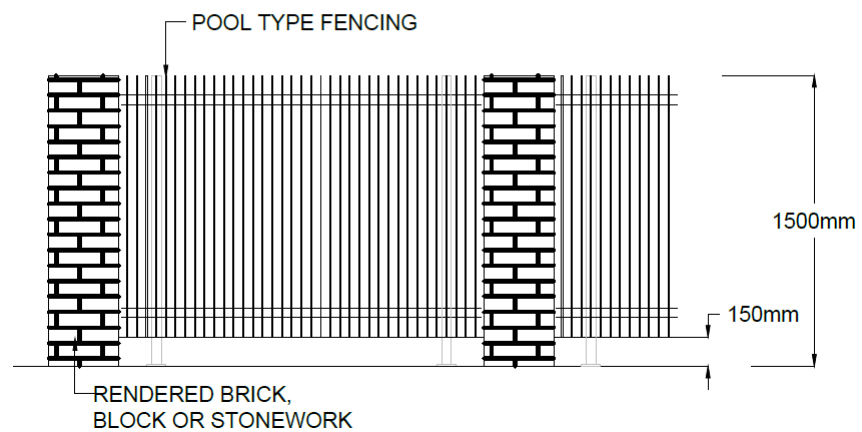 POOL TYPE FENCING
1500mm
150mm
RENDERED BRICK,
BLOCK OR STONEWORK